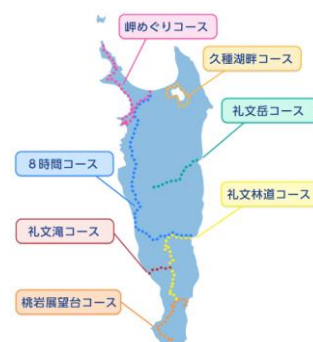 岬めぐりコース
久種湖畔コース
礼文岳コース
8時間コース
礼文林道コース
礼文滝コース
桃岩展望台コース